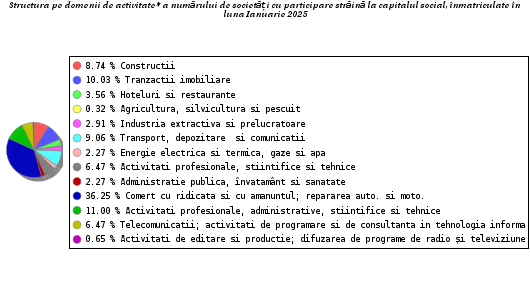 Structura pe domenii de activitate* a numărului de societăți cu participare străină la capitalul social, înmatriculate în
luna Ianuarie 2025
8.74 % Constructii
10.03 % Tranzactii imobiliare
3.56 % Hoteluri si restaurante
0.32 % Agricultura, silvicultura si pescuit
2.91 % Industria extractiva si prelucratoare
9.06 % Transport, depozitare si comunicatii
2.27 % Energie electrica si termica, gaze si apa
6.47 % Activitati profesionale, stiintifice si tehnice
2.27 % Administratie publica, învatamânt si sanatate
36.25 % Comert cu ridicata si cu amanuntul; repararea auto. si moto.
11.00 % Activitati profesionale, administrative, stiintifice si tehnice
6.47 % Telecomunicatii; activitati de programare si de consultanta in tehnologia informa
0.65 % Activitati de editare si productie; difuzarea de programe de radio și televiziune